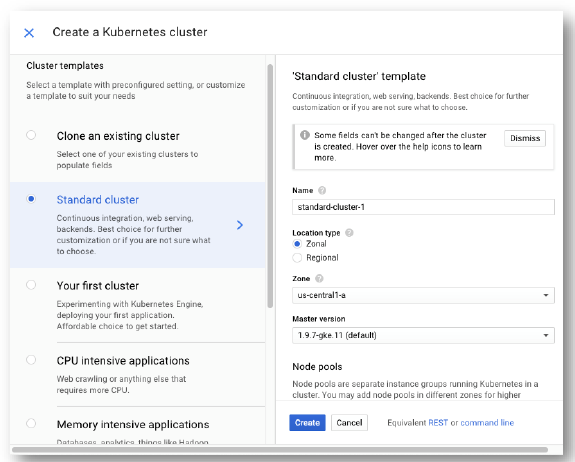 Create a Kubernetes cluster
Cluster templates
Select a template with preconfigured setting, or customize
a template to suit your needs
Clone an existing cluster
Select one of your existing clusters to
populate fields
Standard cluster
Continuous integration, web serving,
backends. Best choice for further
customization or if you are not sure what
to choose.
Your first cluster
Experimenting with Kubernetes Engine,
deploying your first application.
Affordable choice to get started.
CPU intensive applications
Web crawling or anything else that
requires more CPU.
Memory intensive applications
Databases, analytics, things like Hadoop,
'Standard cluster' template
Continuous integration, web serving, backends. Best choice for further
customization or if you are not sure what to choose.
Some fields can't be changed after the cluster
is created. Hover over the help icons to learn
more.
Dismiss
Name
standard-cluster-1
Location type
Zonal
Regional
Zone
us-central1-a
Master version
1.9.7-gke.11 (default)
Node pools
Node pools are separate instance groups running Kubernetes in a
cluster. You may add node pools in different zones for higher
Create
Cancel
Equivalent REST or command line